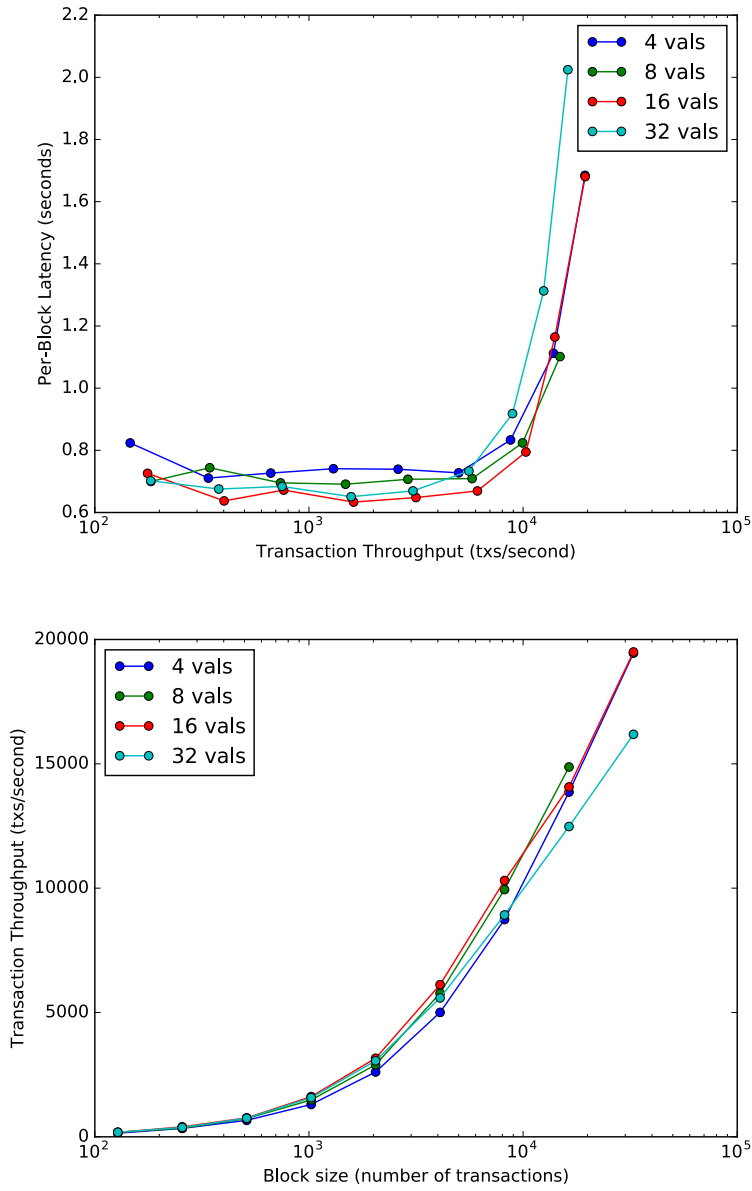 2.2
2.0
1.8
1.6
1.4
1.2
1.0
0.8
0.6
Per-Block Latency (seconds)
4 vals
8 vals
16 vals
32 vals
10^2
10^3
10^4
10^5
Transaction Throughput (txs/second)
20000
15000
10000
5000
0
Transaction Throughput (txs/second)
4 vals
8 vals
16 vals
32 vals
10^2
10^3
10^4
10^5
Block size (number of transactions)